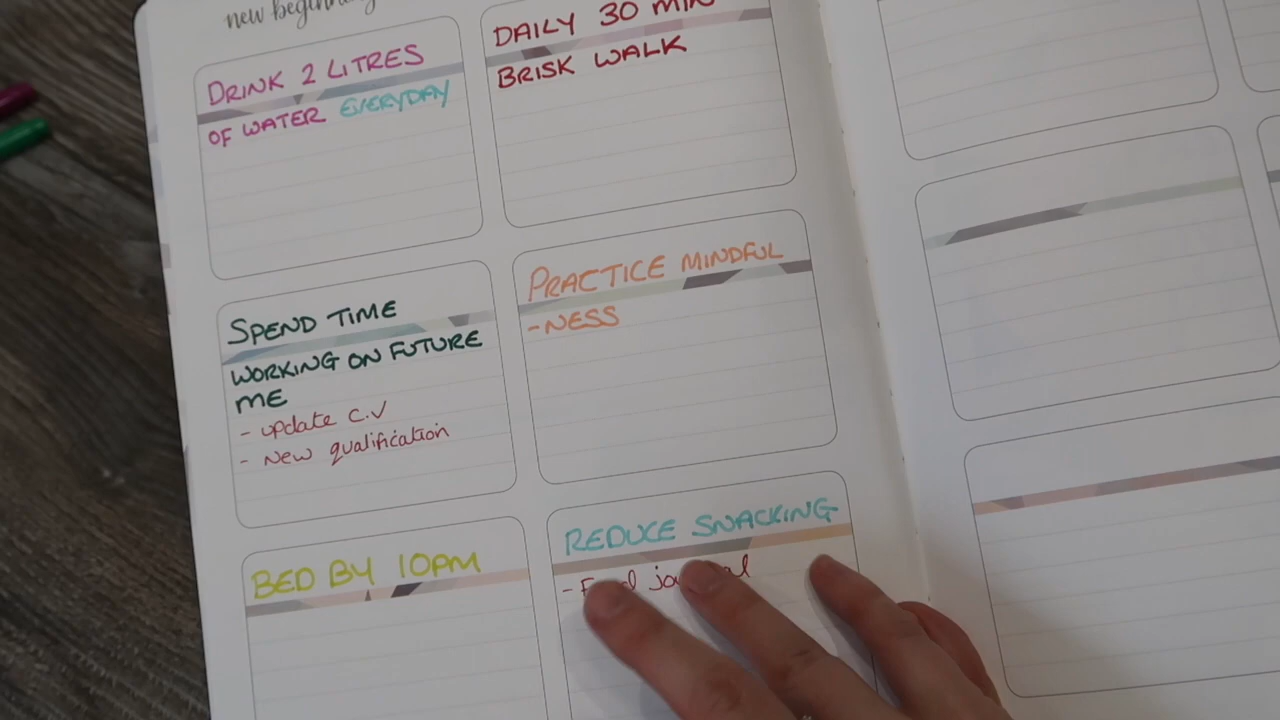 new
DRINK 2 LITRES
OF WATER EVERYDAY
DAILY 30 MIN
BRISK WALK
SPEND TIME
WORKING ON FUTURE
ME
- update C.V
- New qualification
PRACTICE MINDFUL
-NESS
BED BY 10PM
REDUCE SNACKING
-